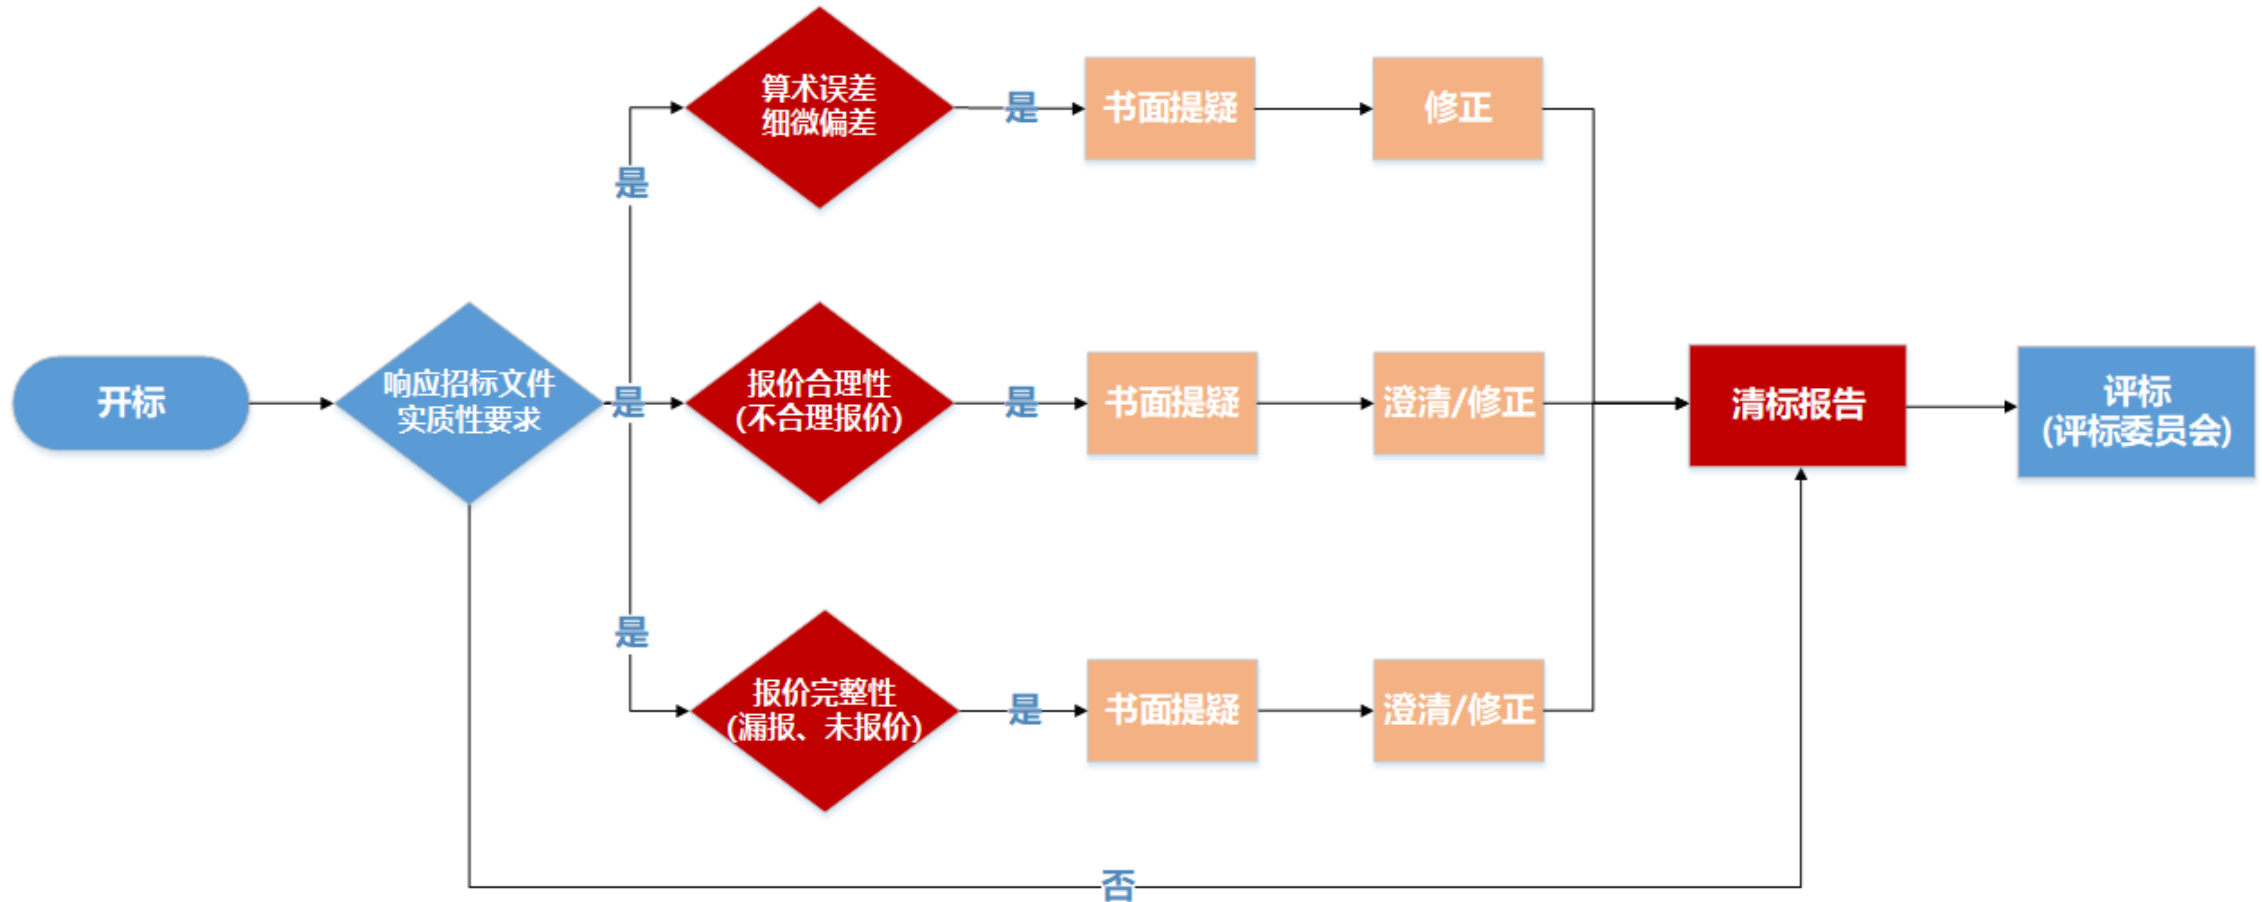 开标
响应招标文件
实质性要求
是
算术误差
细微偏差
是
书面提疑
修正
是
报价合理性
(不合理报价)
是
书面提疑
澄清/修正
是
报价完整性
(漏报、未报价)
是
书面提疑
澄清/修正
否
清标报告
评标
(评标委员会)